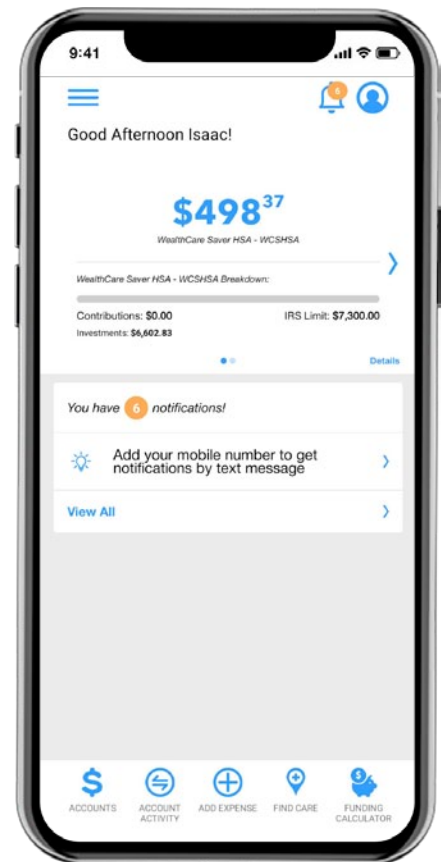 9:41
6
Good Afternoon Isaac!
$498 37
WealthCare Saver HSA - WCSHSA
WealthCare Saver HSA - WCSHSA Breakdown:
Contributions: $0.00 IRS Limit: $7,300.00
Investments: $6,602.83
Details
You have 6 notifications!
Add your mobile number to get
notifications by text message
View All
ACCOUNTS
ACCOUNT
ACTIVITY
ADD EXPENSE
FIND CARE
FUNDING
CALCULATOR